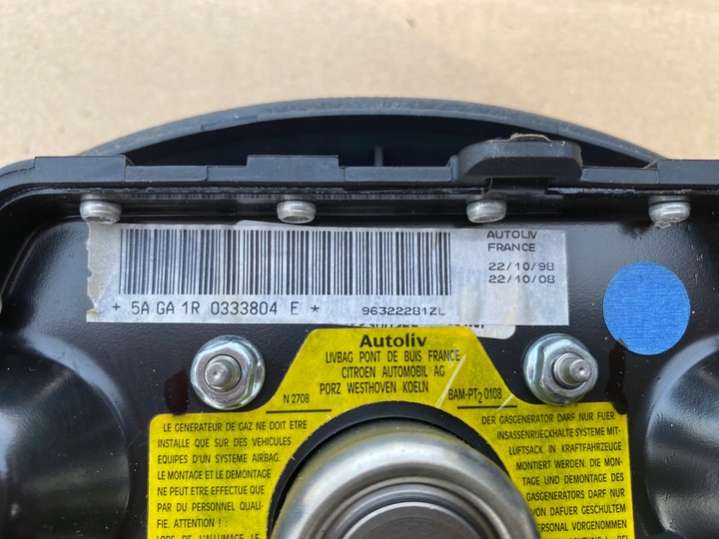 AUTOLIV
FRANCE
22/10/98
22/10/08
+ 5A GA 1R 0333804 E *
96322281ZL
Autoliv
LIVBAG PONT DE BUIS FRANCE
CITROEN AUTOMOBIL AG
PORZ WESTHOVEN KOELN
N 2708
BAM-PT2 0108
LE GENERATEUR DE GAZ NE DOIT ETRE
INSTALLE QUE SUR DES VEHICULES
EQUIPES D'UN SYSTEME AIRBAG.
LE MONTAGE ET LE DEMONTAGE
NE PEUT ETRE EFFECTUE QUE
PAR DU PERSONNEL QUALI-
FIE. ATTENTION ! :
LORS DE L'ALLUMAGE LE
DER GASGENERATOR DARF NUR FUER
INSASSENRUECKHALTE SYSTEME MIT-
LUFTSACK IN KRAFTFAHRZEUGE
MONTIERT WERDEN. DIE MON-
TAGE UND DEMONTAGE DES
GASGENERATORS DARF NUR
VON DAFUER GESCHULTEM
PERSONAL VORGENOMMEN